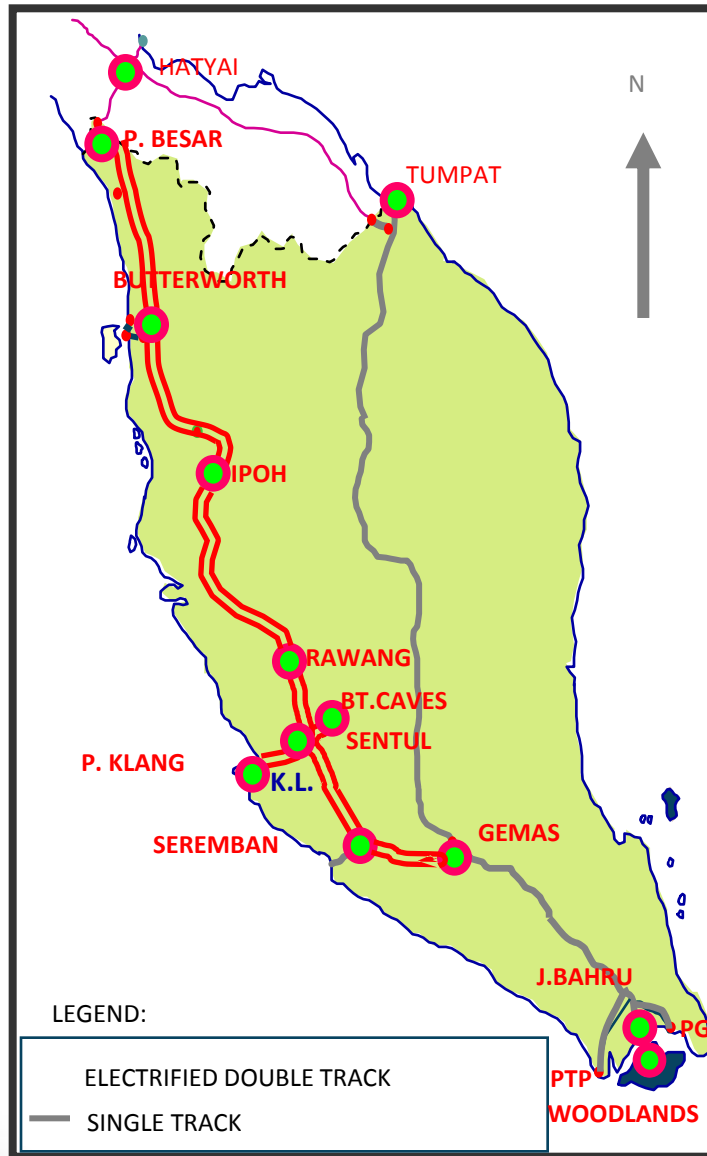 HATYAI
N
P. BESAR
TUMPAT
BUTTERWORTH
IPOH
RAWANG
BT.CAVES
SENTUL
P. KLANG
K.L.
SEREMBAN
GEMAS
J.BAHRU
LEGEND:
PG
ELECTRIFIED DOUBLE TRACK
PTP
SINGLE TRACK
WOODLANDS